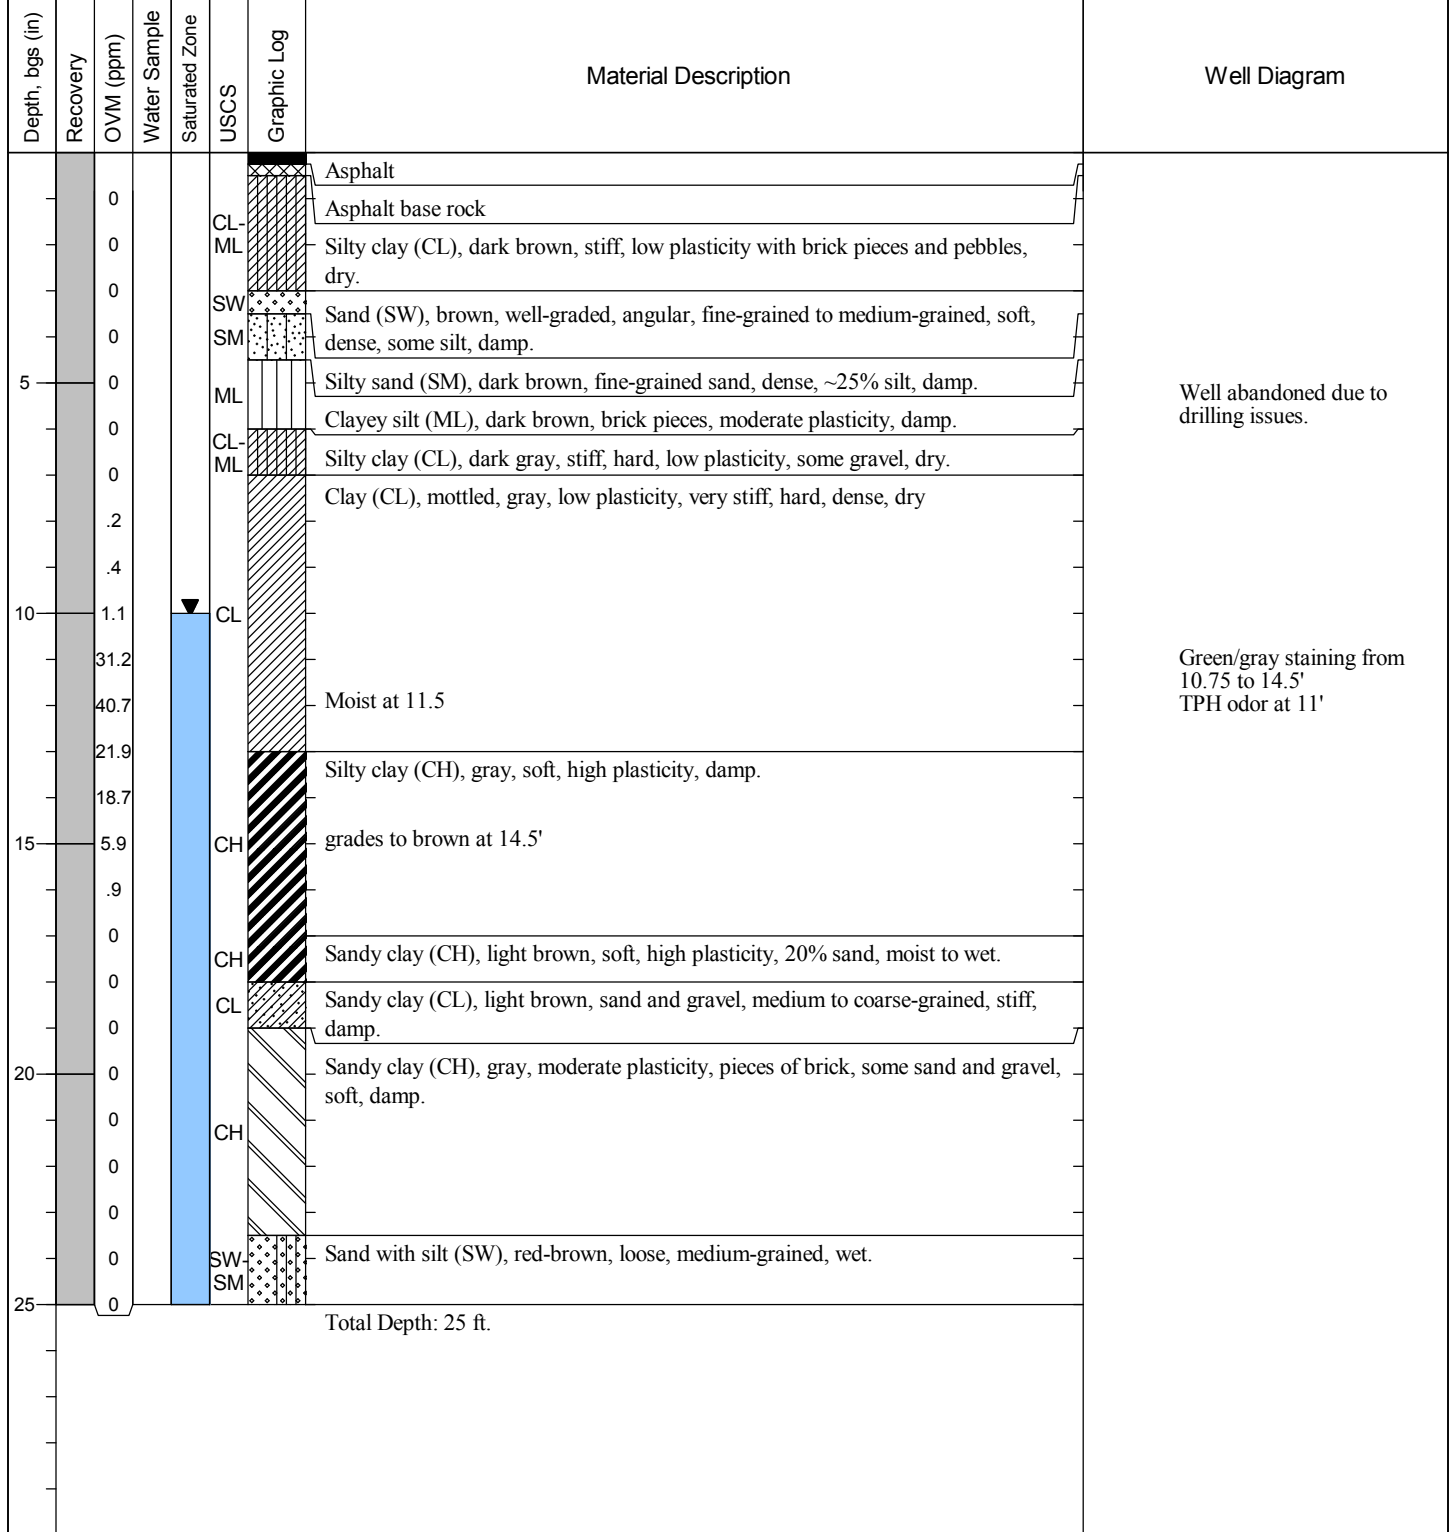 Depth, bgs (in)
Recovery
OVM (ppm)
Water Sample
Saturated Zone
USCS
Graphic Log
Material Description
Well Diagram
Asphalt
0
Asphalt base rock
CL-
ML
0
Silty clay (CL), dark brown, stiff, low plasticity with brick pieces and pebbles,
dry.
0
SW
Sand (SW), brown, well-graded, angular, fine-grained to medium-grained, soft,
dense, some silt, damp.
0
SM
5
0
Silty sand (SM), dark brown, fine-grained sand, dense, ~25% silt, damp.
ML
Well abandoned due to
drilling issues.
Clayey silt (ML), dark brown, brick pieces, moderate plasticity, damp.
0
CL-
ML
Silty clay (CL), dark gray, stiff, hard, low plasticity, some gravel, dry.
0
Clay (CL), mottled, gray, low plasticity, very stiff, hard, dense, dry
.2
.4
10
1.1
CL
31.2
Green/gray staining from
10.75 to 14.5'
TPH odor at 11'
40.7
Moist at 11.5
21.9
Silty clay (CH), gray, soft, high plasticity, damp.
18.7
15
5.9
CH
grades to brown at 14.5'
.9
0
Sandy clay (CH), light brown, soft, high plasticity, 20% sand, moist to wet.
CH
0
Sandy clay (CL), light brown, sand and gravel, medium to coarse-grained, stiff,
damp.
CL
0
20
0
Sandy clay (CH), gray, moderate plasticity, pieces of brick, some sand and gravel,
soft, damp.
0
CH
0
0
0
SW-
SM
Sand with silt (SW), red-brown, loose, medium-grained, wet.
25
0
Total Depth: 25 ft.